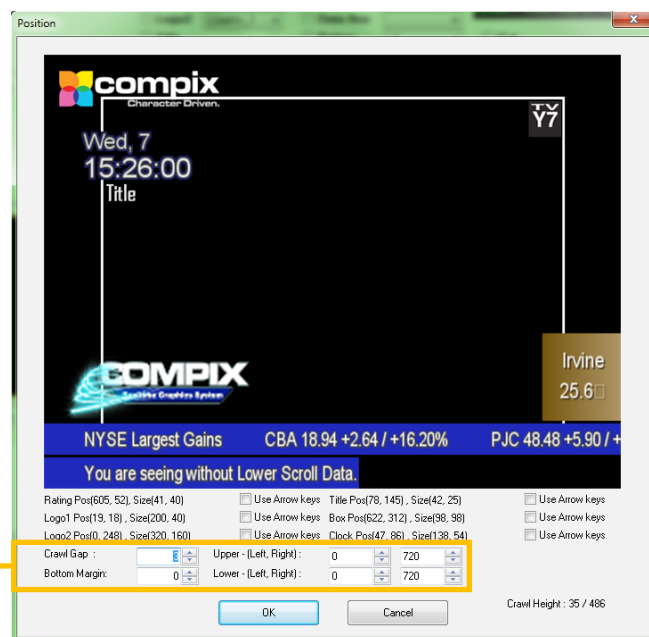 Position
x
compix
Character Driven.
TV
Y7
Wed, 7
15:26:00
Title
COMPIX
Graphics System
Irvine
25.6
NYSE Largest Gains CBA 18.94 +2.64 / +16.20% PJC 48.48 +5.90 / +
You are seeing without Lower Scroll Data.
Rating Pos(605, 52), Size(41, 40) Use Arrow keys Title Pos(78, 145) , Size(42, 25) Use Arrow keys
Logo1 Pos(19, 18) , Size(200, 40) Use Arrow keys Box Pos(622, 312) , Size(98, 98) Use Arrow keys
Logo2 Pos(0, 248) , Size(320, 160) Use Arrow keys Clock Pos(47, 86) , Size(138, 54) Use Arrow keys
Crawl Gap : 3 Upper - (Left, Right) : 0 720
Bottom Margin: 0 Lower - (Left, Right) : 0 720
OK Cancel Crawl Height : 35 / 486